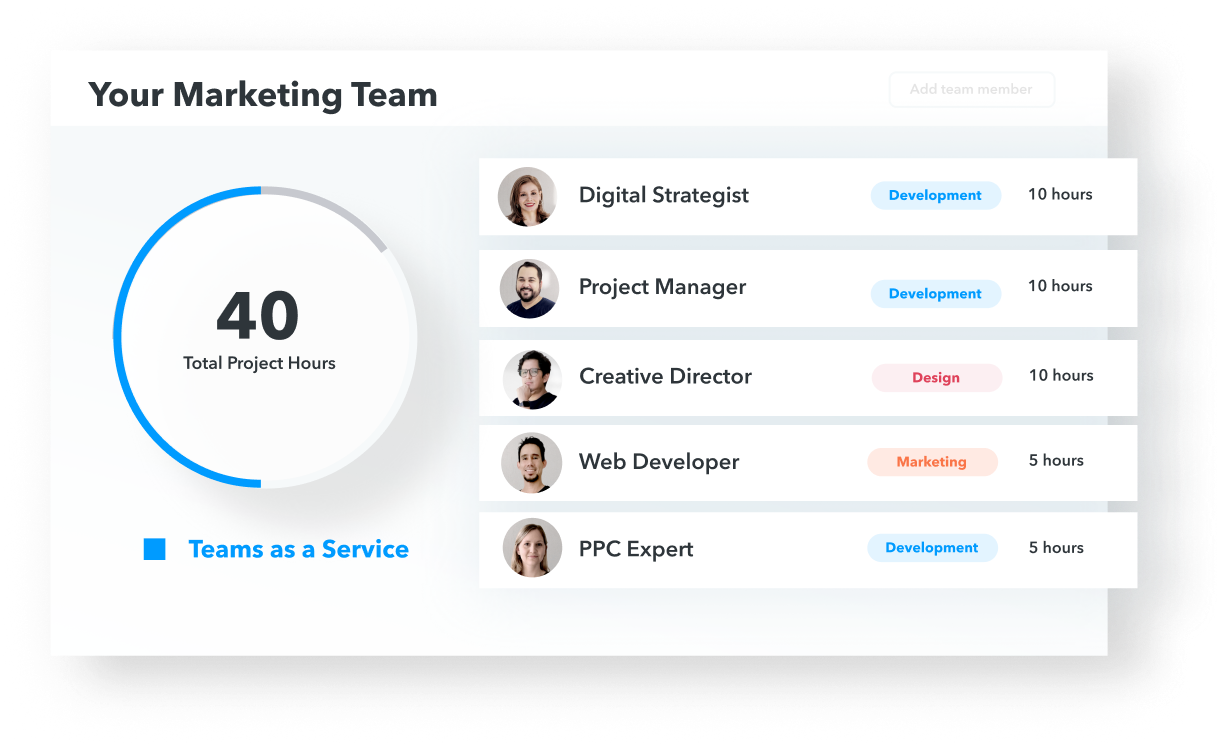 Your Marketing Team
Add team member
Digital Strategist
Development
10 hours
Project Manager
Development
10 hours
40
Total Project Hours
Creative Director
Design
10 hours
Web Developer
Marketing
5 hours
PPC Expert
Development
5 hours
Teams as a Service